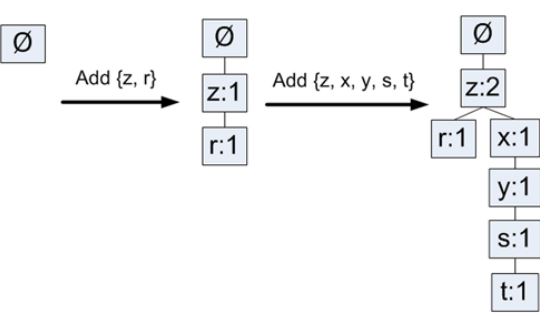 Ø
Add {z, r}
Ø
z:1
r:1
Add {z, x, y, s, t}
Ø
z:2
r:1 x:1
y:1
s:1
t:1